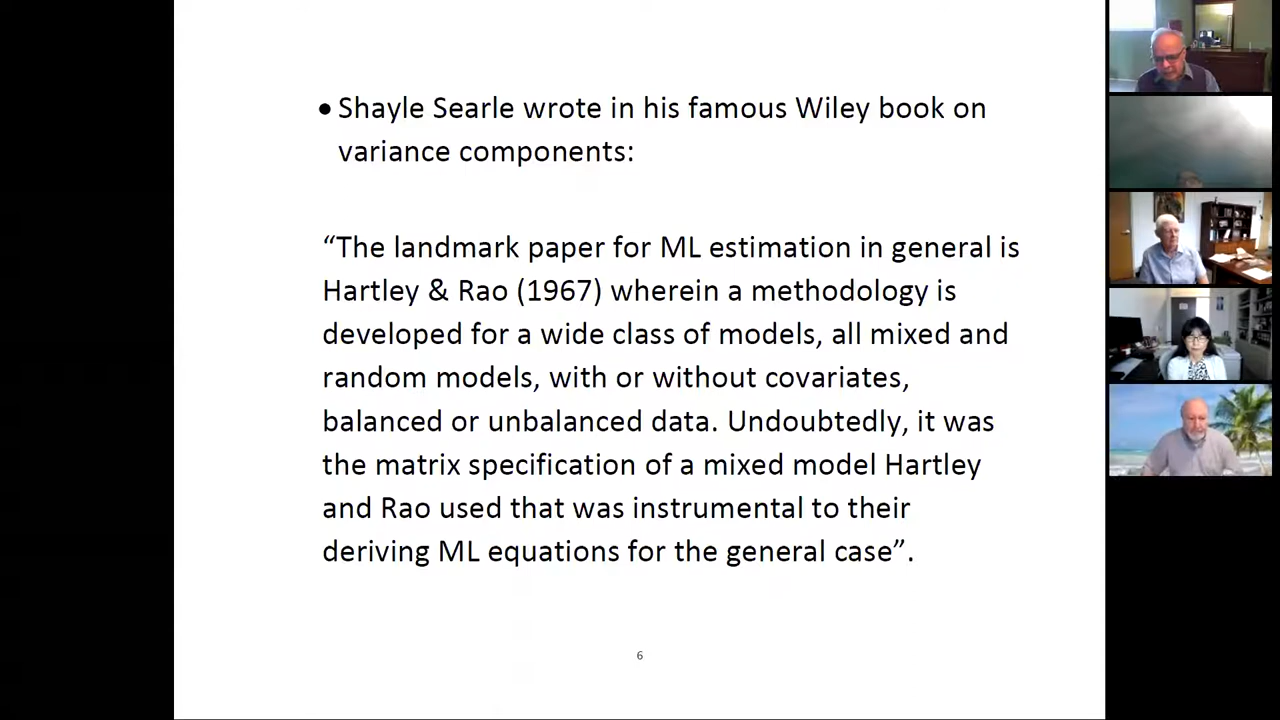 • Shayle Searle wrote in his famous Wiley book on
variance components:
“The landmark paper for ML estimation in general is
Hartley & Rao (1967) wherein a methodology is
developed for a wide class of models, all mixed and
random models, with or without covariates,
balanced or unbalanced data. Undoubtedly, it was
the matrix specification of a mixed model Hartley
and Rao used that was instrumental to their
deriving ML equations for the general case”.
6